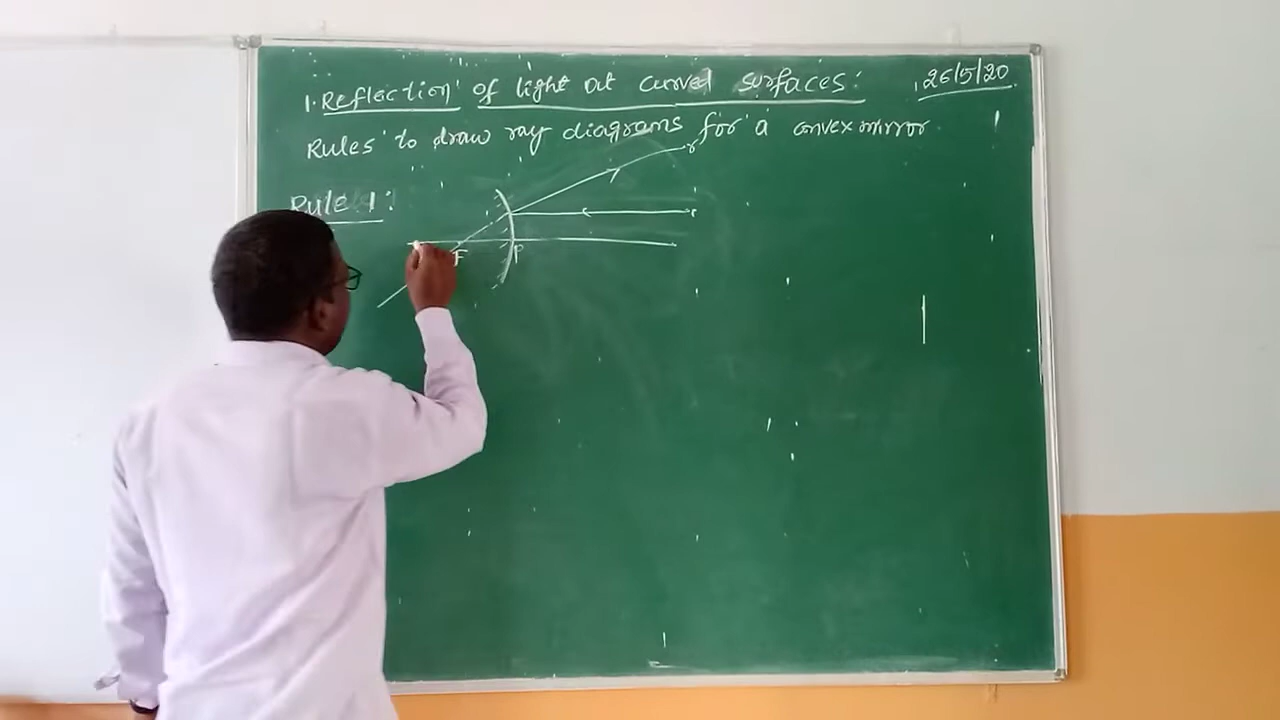 1. Reflection of light at curved surfaces: 26/5/20
Rules to draw ray diagrams for a convex mirror
Rule 1:
F P